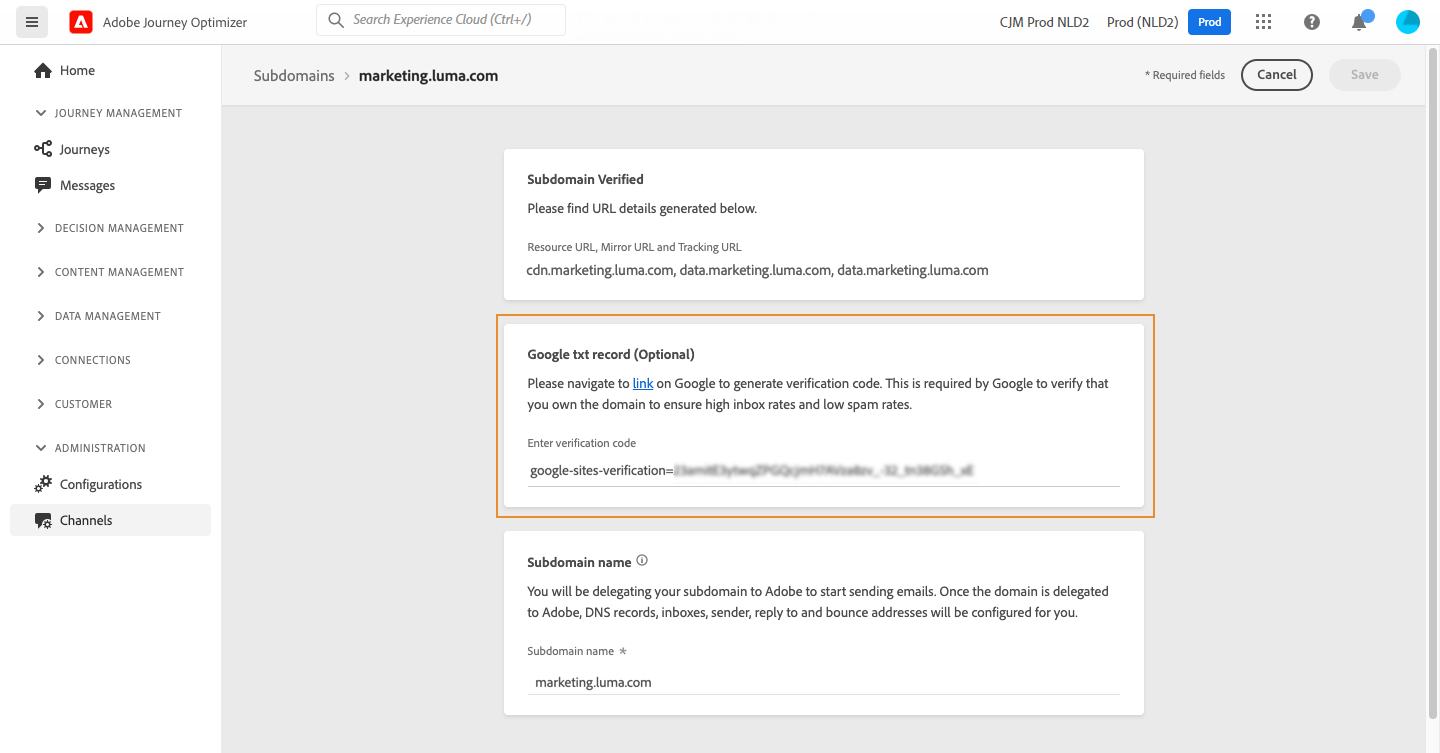 Adobe Journey Optimizer
Search Experience Cloud (Ctrl+/)
CJM Prod NLD2
Prod (NLD2)
Prod
Home
JOURNEY MANAGEMENT
Journeys
Messages
DECISION MANAGEMENT
CONTENT MANAGEMENT
DATA MANAGEMENT
CONNECTIONS
CUSTOMER
ADMINISTRATION
Configurations
Channels
Subdomains > marketing.luma.com
* Required fields
Cancel
Save
Subdomain Verified
Please find URL details generated below.
Resource URL, Mirror URL and Tracking URL
cdn.marketing.luma.com, data.marketing.luma.com, data.marketing.luma.com
Google txt record (Optional)
Please navigate to link on Google to generate verification code. This is required by Google to verify that
you own the domain to ensure high inbox rates and low spam rates.
Enter verification code
google-sites-verification=
Subdomain name
You will be delegating your subdomain to Adobe to start sending emails. Once the domain is delegated
to Adobe, DNS records, inboxes, sender, reply to and bounce addresses will be configured for you.
Subdomain name *
marketing.luma.com